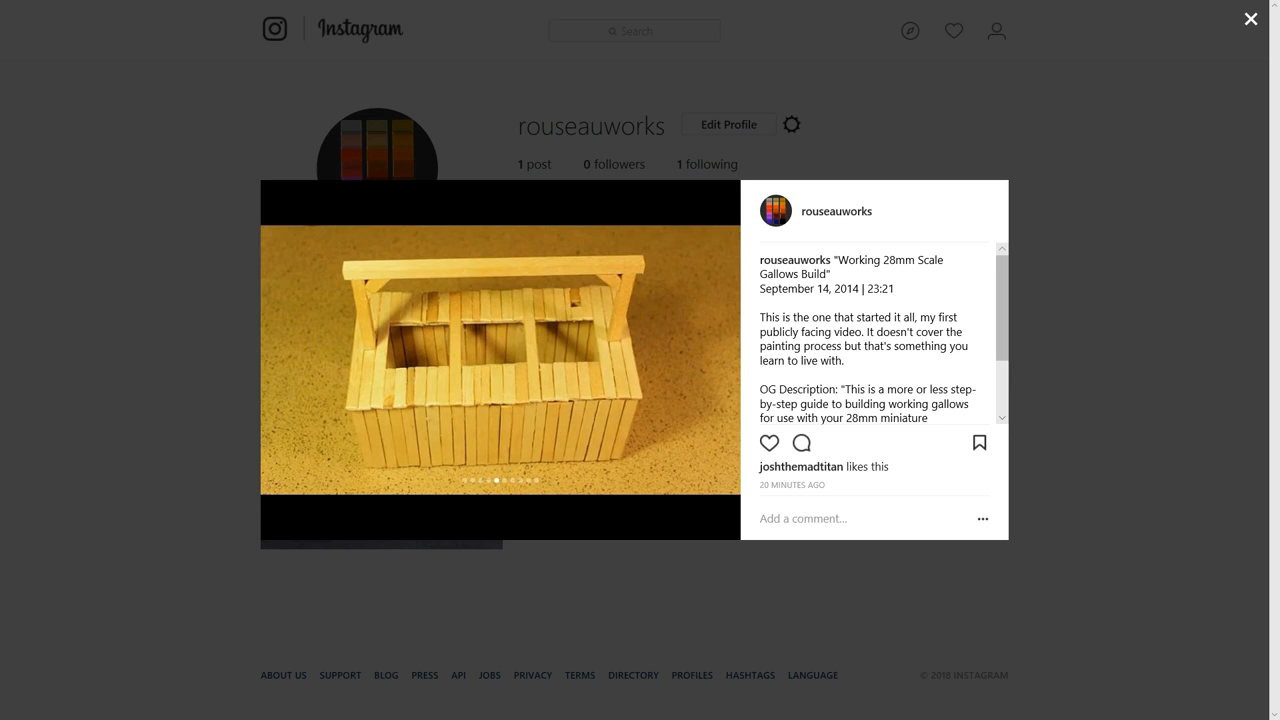 Instagram
Search
rouseauworks
Edit Profile
1 post 0 followers 1 following
rouseauworks
rouseauworks "Working 28mm Scale
Gallows Build"
September 14, 2014 | 23:21
This is the one that started it all, my first
publicly facing video. It doesn't cover the
painting process but that's something you
learn to live with.
OG Description: "This is a more or less step-
by-step guide to building working gallows
for use with your 28mm miniature
joshthemadtitan likes this
20 MINUTES AGO
Add a comment...
ABOUT US SUPPORT BLOG PRESS API JOBS PRIVACY TERMS DIRECTORY PROFILES HASHTAGS LANGUAGE © 2018 INSTAGRAM